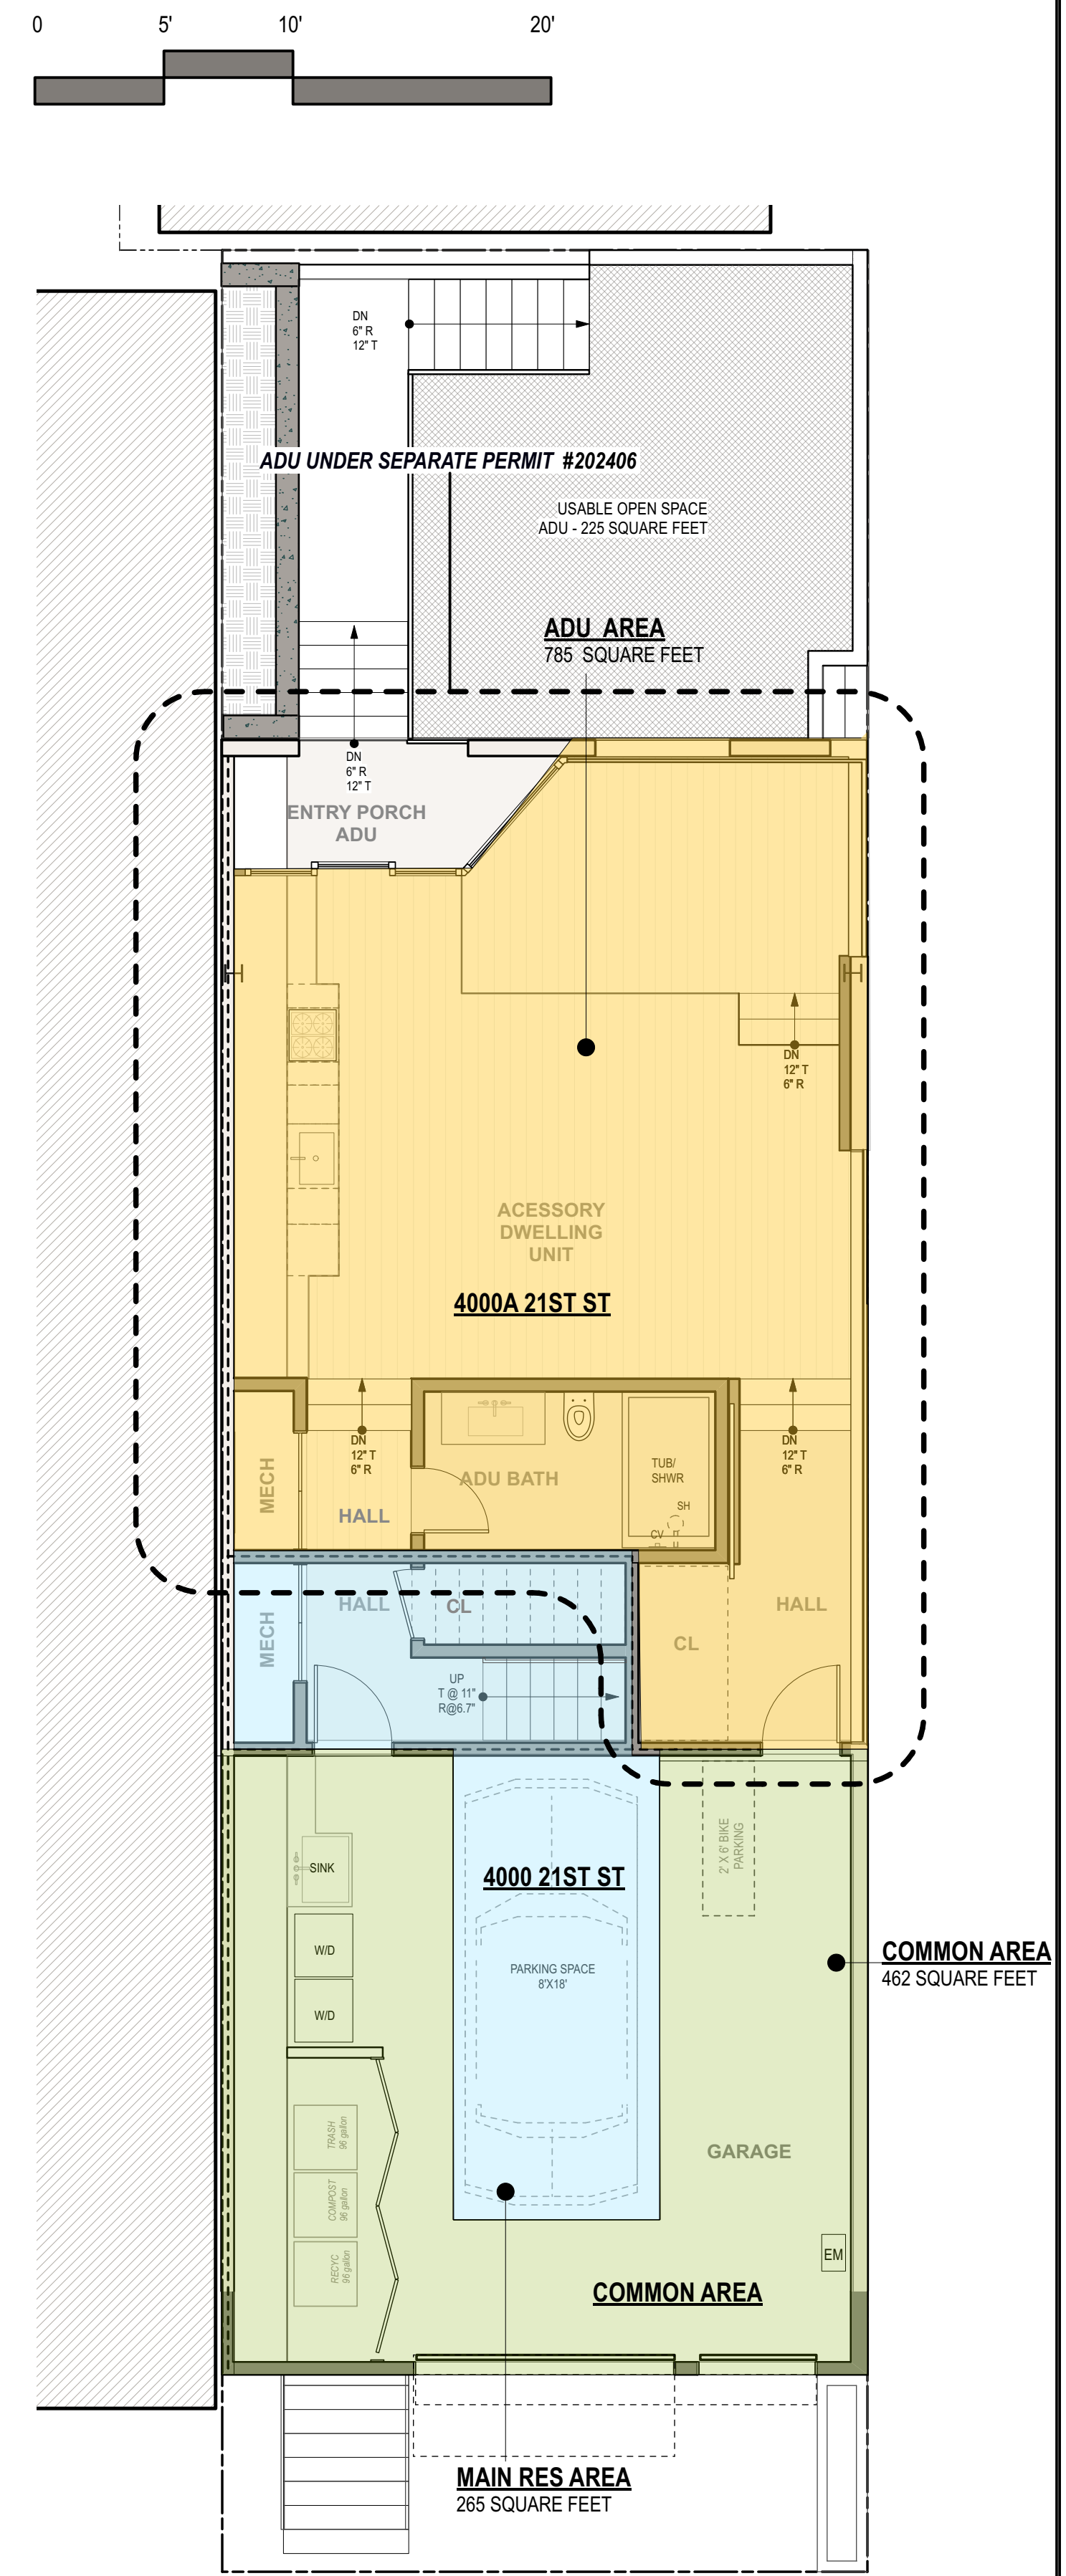 0 5' 10' 20'
DN
6" R
12" T
ADU UNDER SEPARATE PERMIT #202406
USABLE OPEN SPACE
ADU - 225 SQUARE FEET
ADU AREA
785 SQUARE FEET
DN
6" R
12" T
ENTRY PORCH
ADU
DN
12" T
6" R
ACESSORY
DWELLING
UNIT
4000A 21ST ST
DN
12" T
6" R
DN
12" T
6" R
MECH
HALL
ADU BATH
TUB/
SHWR
SH
CV
MECH
HALL
CL
CL
HALL
UP
T @ 11"
R@6.7"
SINK
W/D
W/D
4000 21ST ST
2' X 6' BIKE
PARKING
PARKING SPACE
8'X18'
COMMON AREA
462 SQUARE FEET
TRASH
96 gallon
COMPOST
96 gallon
RECYC
96 gallon
GARAGE
EM
COMMON AREA
MAIN RES AREA
265 SQUARE FEET